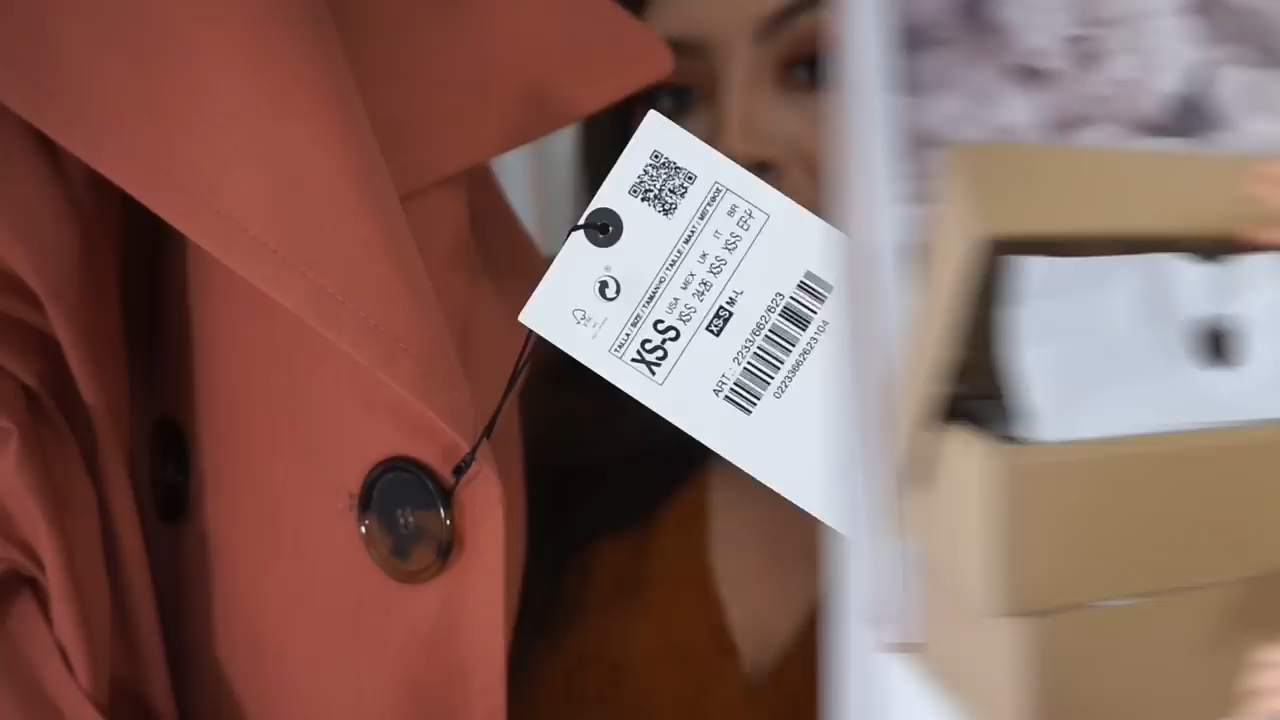 TALLA / SIZE / TAMANHO / TAILLE / MAAT / ΜΕΓΕΘΟΣ
XS-S
USA MEX UK IT BR
XS-S 24-26 XS-S XS-S EP-P
XS-S M-L
ART.: 2233/662/623
02233662623104
FSC